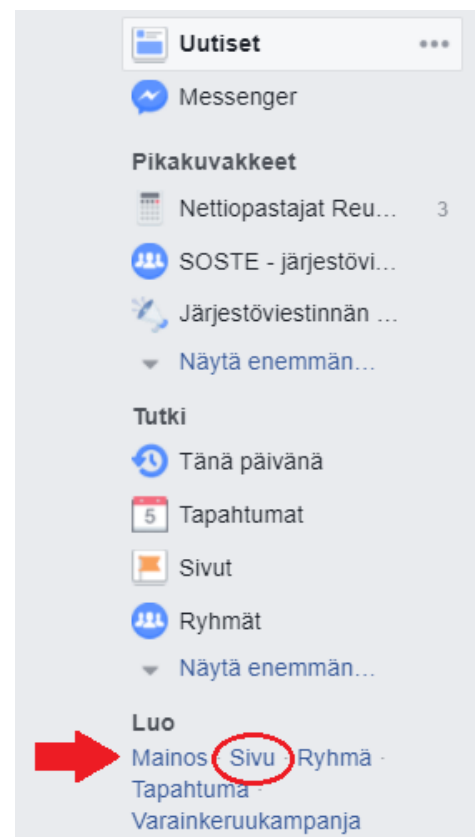 Uutiset
Messenger
Pikakuvakkeet
Nettiopastajat Reu... 3
SOSTE - järjestövi...
Järjestöviestinnän ...
Näytä enemmän...
Tutki
Tänä päivänä
5 Tapahtumat
Sivut
Ryhmät
Näytä enemmän...
Luo
Mainos · Sivu · Ryhmä ·
Tapahtuma ·
Varainkeruukampanja